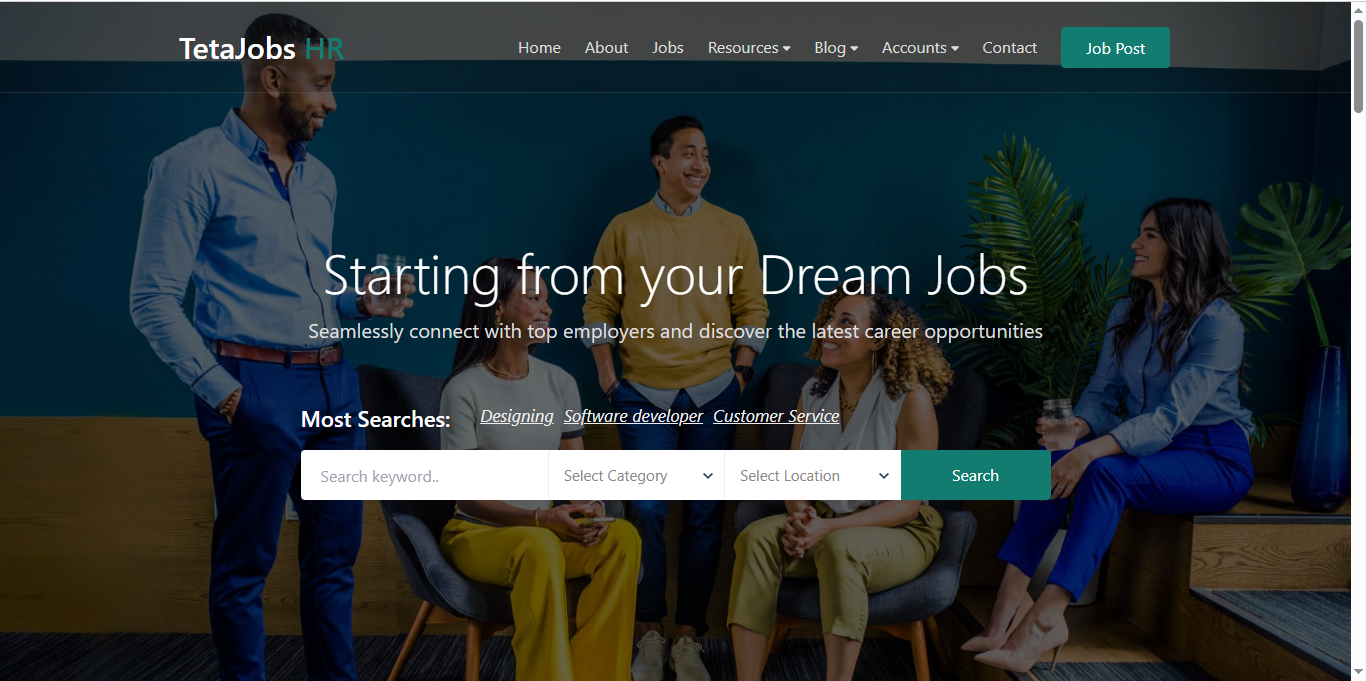 TetaJobs HR
Home About Jobs Resources Blog Accounts Contact Job Post
Starting from your Dream Jobs
Seamlessly connect with top employers and discover the latest career opportunities
Most Searches: Designing Software developer Customer Service
Search keyword.. Select Category Select Location Search